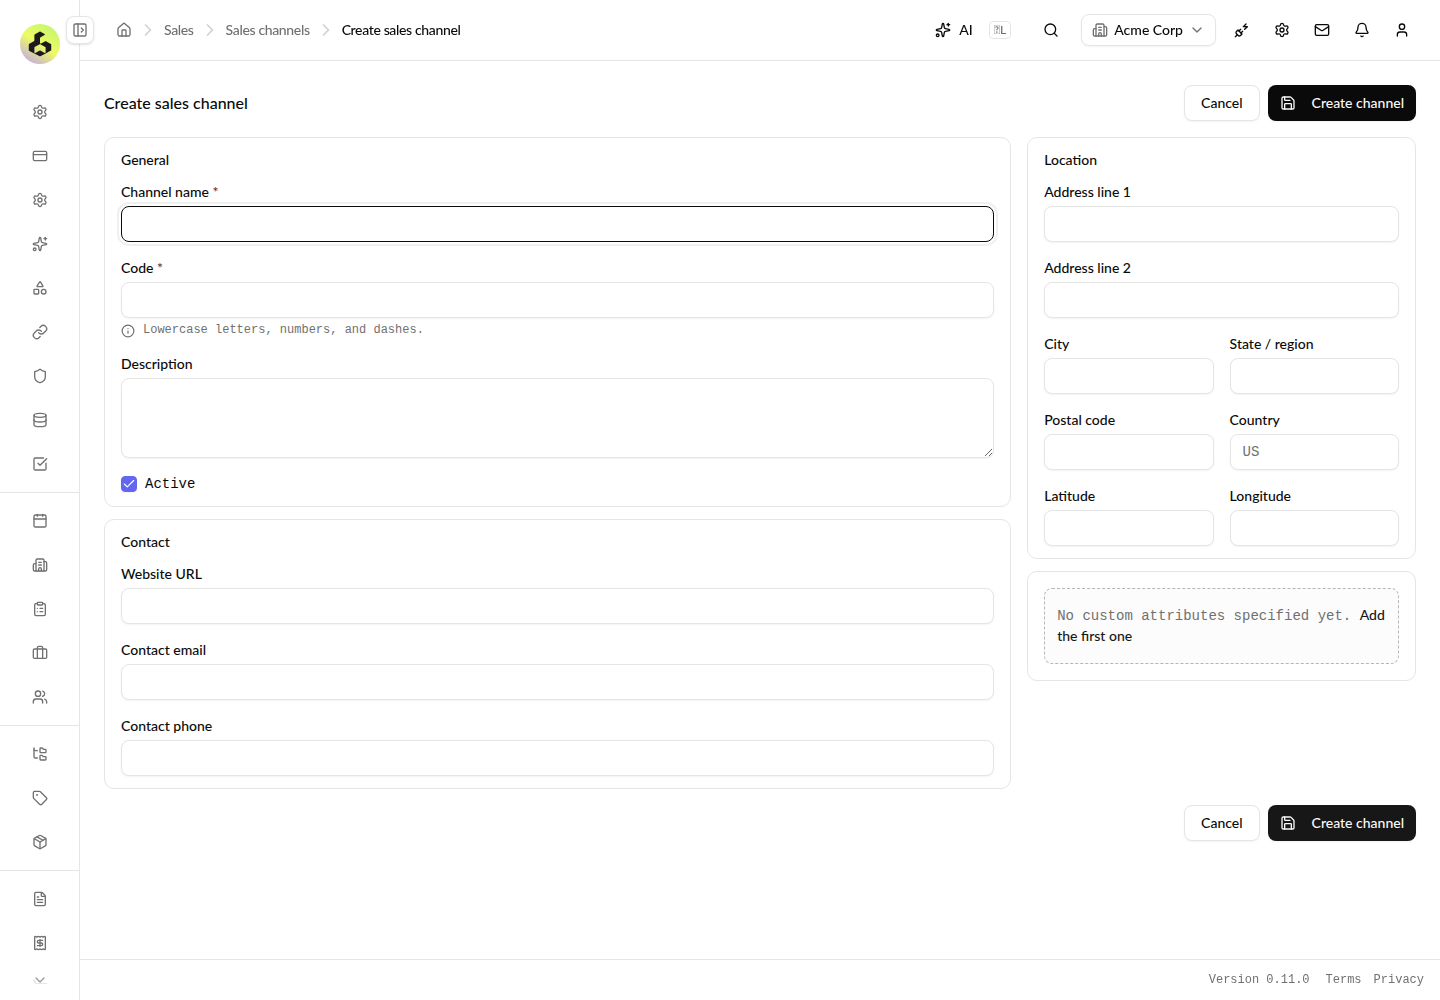 Sales
Sales channels
Create sales channel
AI
L
Acme Corp
Create sales channel
Cancel
Create channel
General
Channel name *
Code *
Lowercase letters, numbers, and dashes.
Description
Active
Contact
Website URL
Contact email
Contact phone
Location
Address line 1
Address line 2
City
State / region
Postal code
Country
US
Latitude
Longitude
No custom attributes specified yet. Add
the first one
Cancel
Create channel
Version 0.11.0
Terms
Privacy